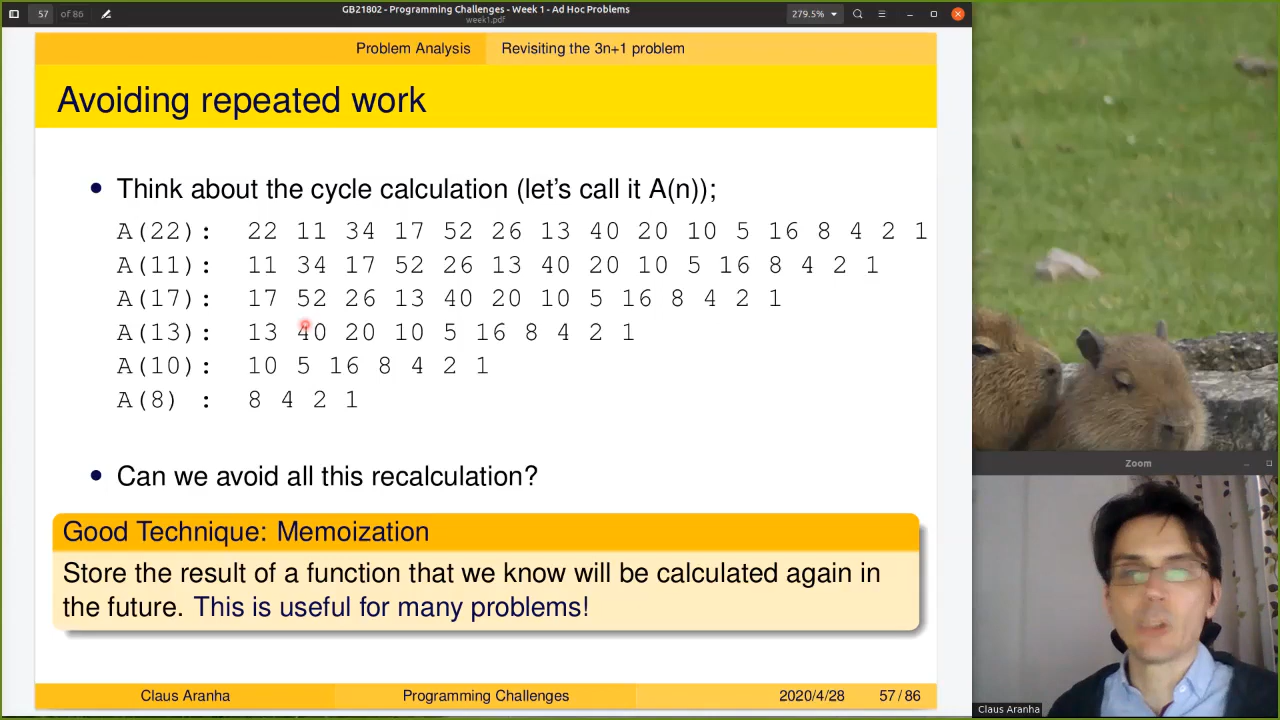 GB21802 - Programming Challenges - Week 1 - Ad Hoc Problems
week1.pdf
57 of 86
279.5%
Problem Analysis Revisiting the 3n+1 problem
Avoiding repeated work
Think about the cycle calculation (let's call it A(n));
A(22): 22 11 34 17 52 26 13 40 20 10 5 16 8 4 2 1
A(11): 11 34 17 52 26 13 40 20 10 5 16 8 4 2 1
A(17): 17 52 26 13 40 20 10 5 16 8 4 2 1
A(13): 13 40 20 10 5 16 8 4 2 1
A(10): 10 5 16 8 4 2 1
A(8) : 8 4 2 1
Can we avoid all this recalculation?
Good Technique: Memoization
Store the result of a function that we know will be calculated again in
the future. This is useful for many problems!
Claus Aranha Programming Challenges 2020/4/28 57 / 86
Zoom
Claus Aranha